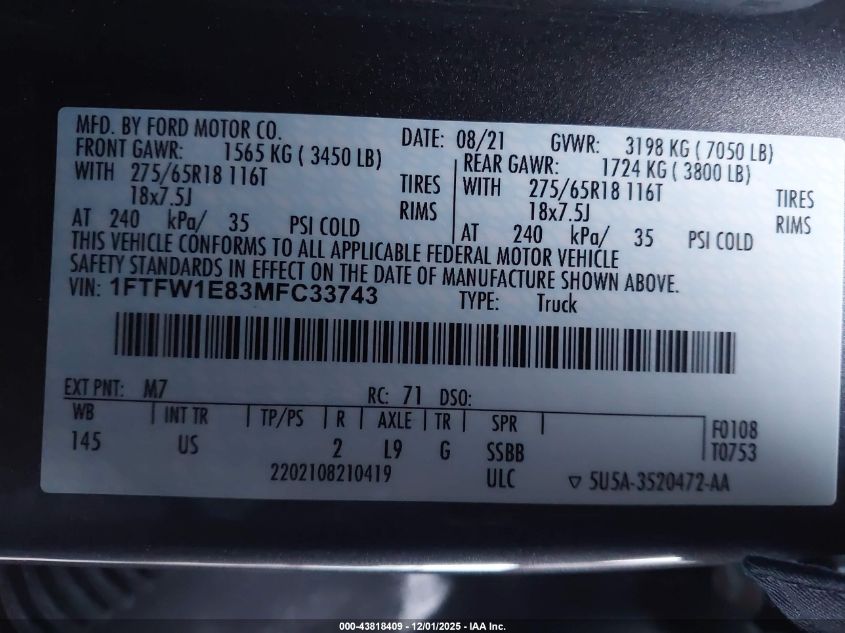 MFD. BY FORD MOTOR CO. DATE: 08/21 GVWR: 3198 KG ( 7050 LB)
FRONT GAWR: 1565 KG ( 3450 LB) REAR GAWR: 1724 KG ( 3800 LB)
WITH 275/65R18 116T TIRES WITH 275/65R18 116T TIRES
18x7.5J RIMS 18x7.5J RIMS
AT 240 kPa/ 35 PSI COLD AT 240 kPa/ 35 PSI COLD
THIS VEHICLE CONFORMS TO ALL APPLICABLE FEDERAL MOTOR VEHICLE
SAFETY STANDARDS IN EFFECT ON THE DATE OF MANUFACTURE SHOWN ABOVE.
VIN: 1FTFW1E83MFC33743 TYPE: Truck
EXT PNT: M7 RC: 71 DSO:
WB INT TR TP/PS R AXLE TR SPR F0108
145 US 2 L9 G SSBB T0753
2202108210419 ULC ▽ 5U5A-3520472-AA
000-43818409 - 12/01/2025 - IAA Inc.